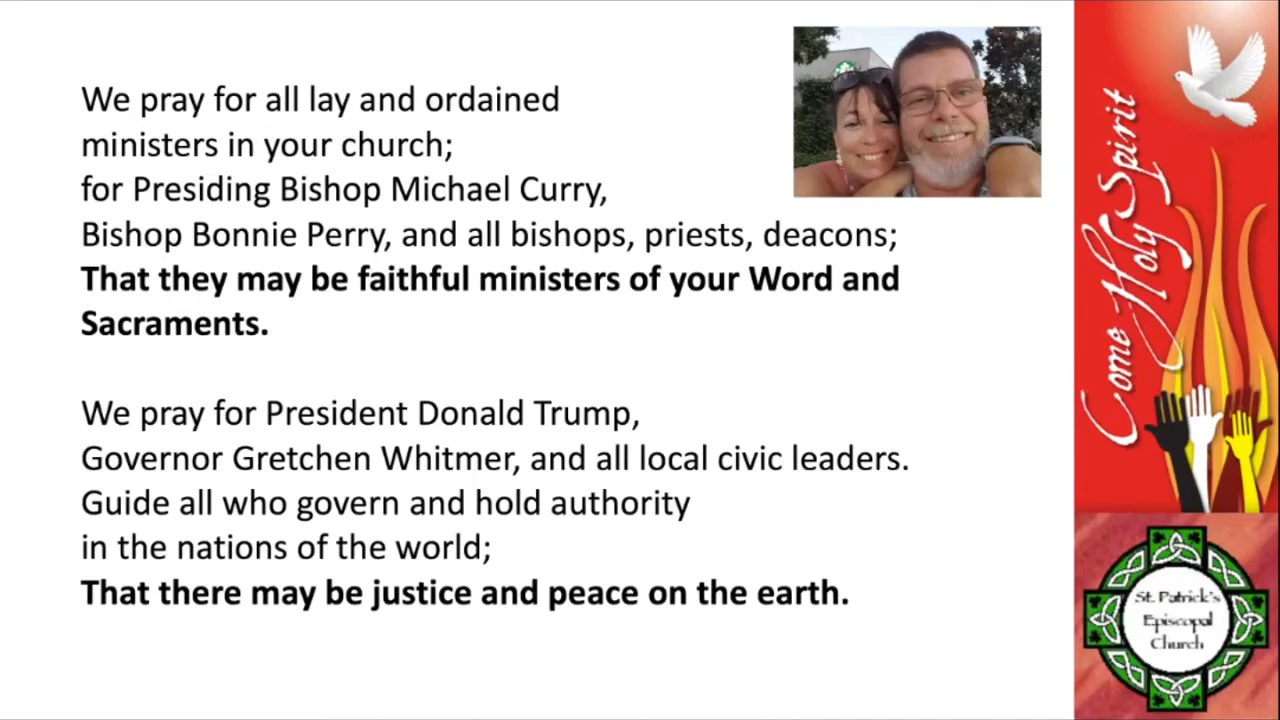 We pray for all lay and ordained
ministers in your church;
for Presiding Bishop Michael Curry,
Bishop Bonnie Perry, and all bishops, priests, deacons;
That they may be faithful ministers of your Word and
Sacraments.
We pray for President Donald Trump,
Governor Gretchen Whitmer, and all local civic leaders.
Guide all who govern and hold authority
in the nations of the world;
That there may be justice and peace on the earth.
Come Holy Spirit
St. Patrick's
Episcopal
Church